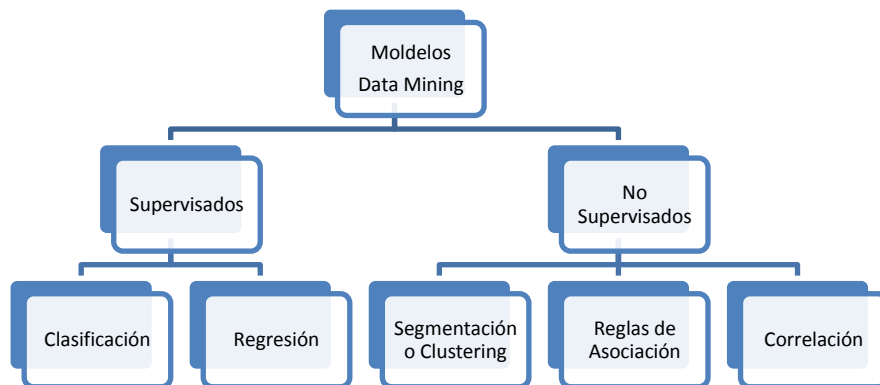 Moldelos
Data Mining
Supervisados
No
Supervisados
Clasificación
Regresión
Segmentación
o Clustering
Reglas de
Asociación
Correlación